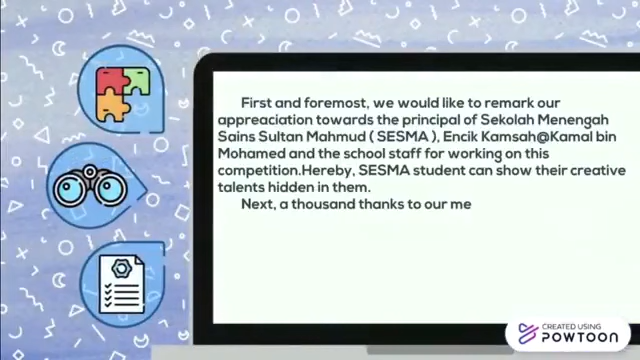 First and foremost, we would like to remark our
appreaciation towards the principal of Sekolah Menengah
Sains Sultan Mahmud ( SESMA ), Encik Kamsah@Kamal bin
Mohamed and the school staff for working on this
competition.Hereby, SESMA student can show their creative
talents hidden in them.
Next, a thousand thanks to our me
CREATED USING
POWTOON